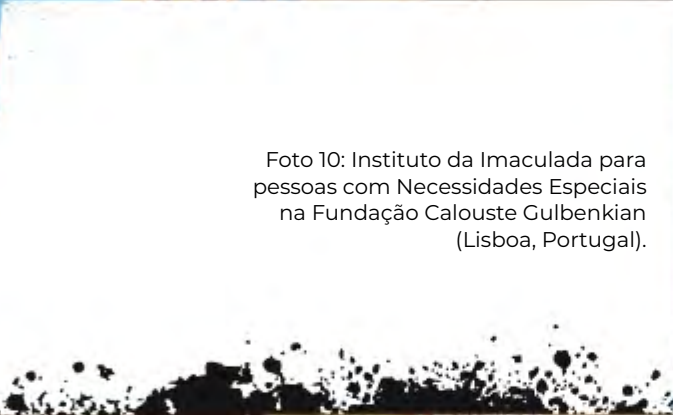 Foto 10: Instituto da Imaculada para
pessoas com Necessidades Especiais
na Fundação Calouste Gulbenkian
(Lisboa, Portugal).